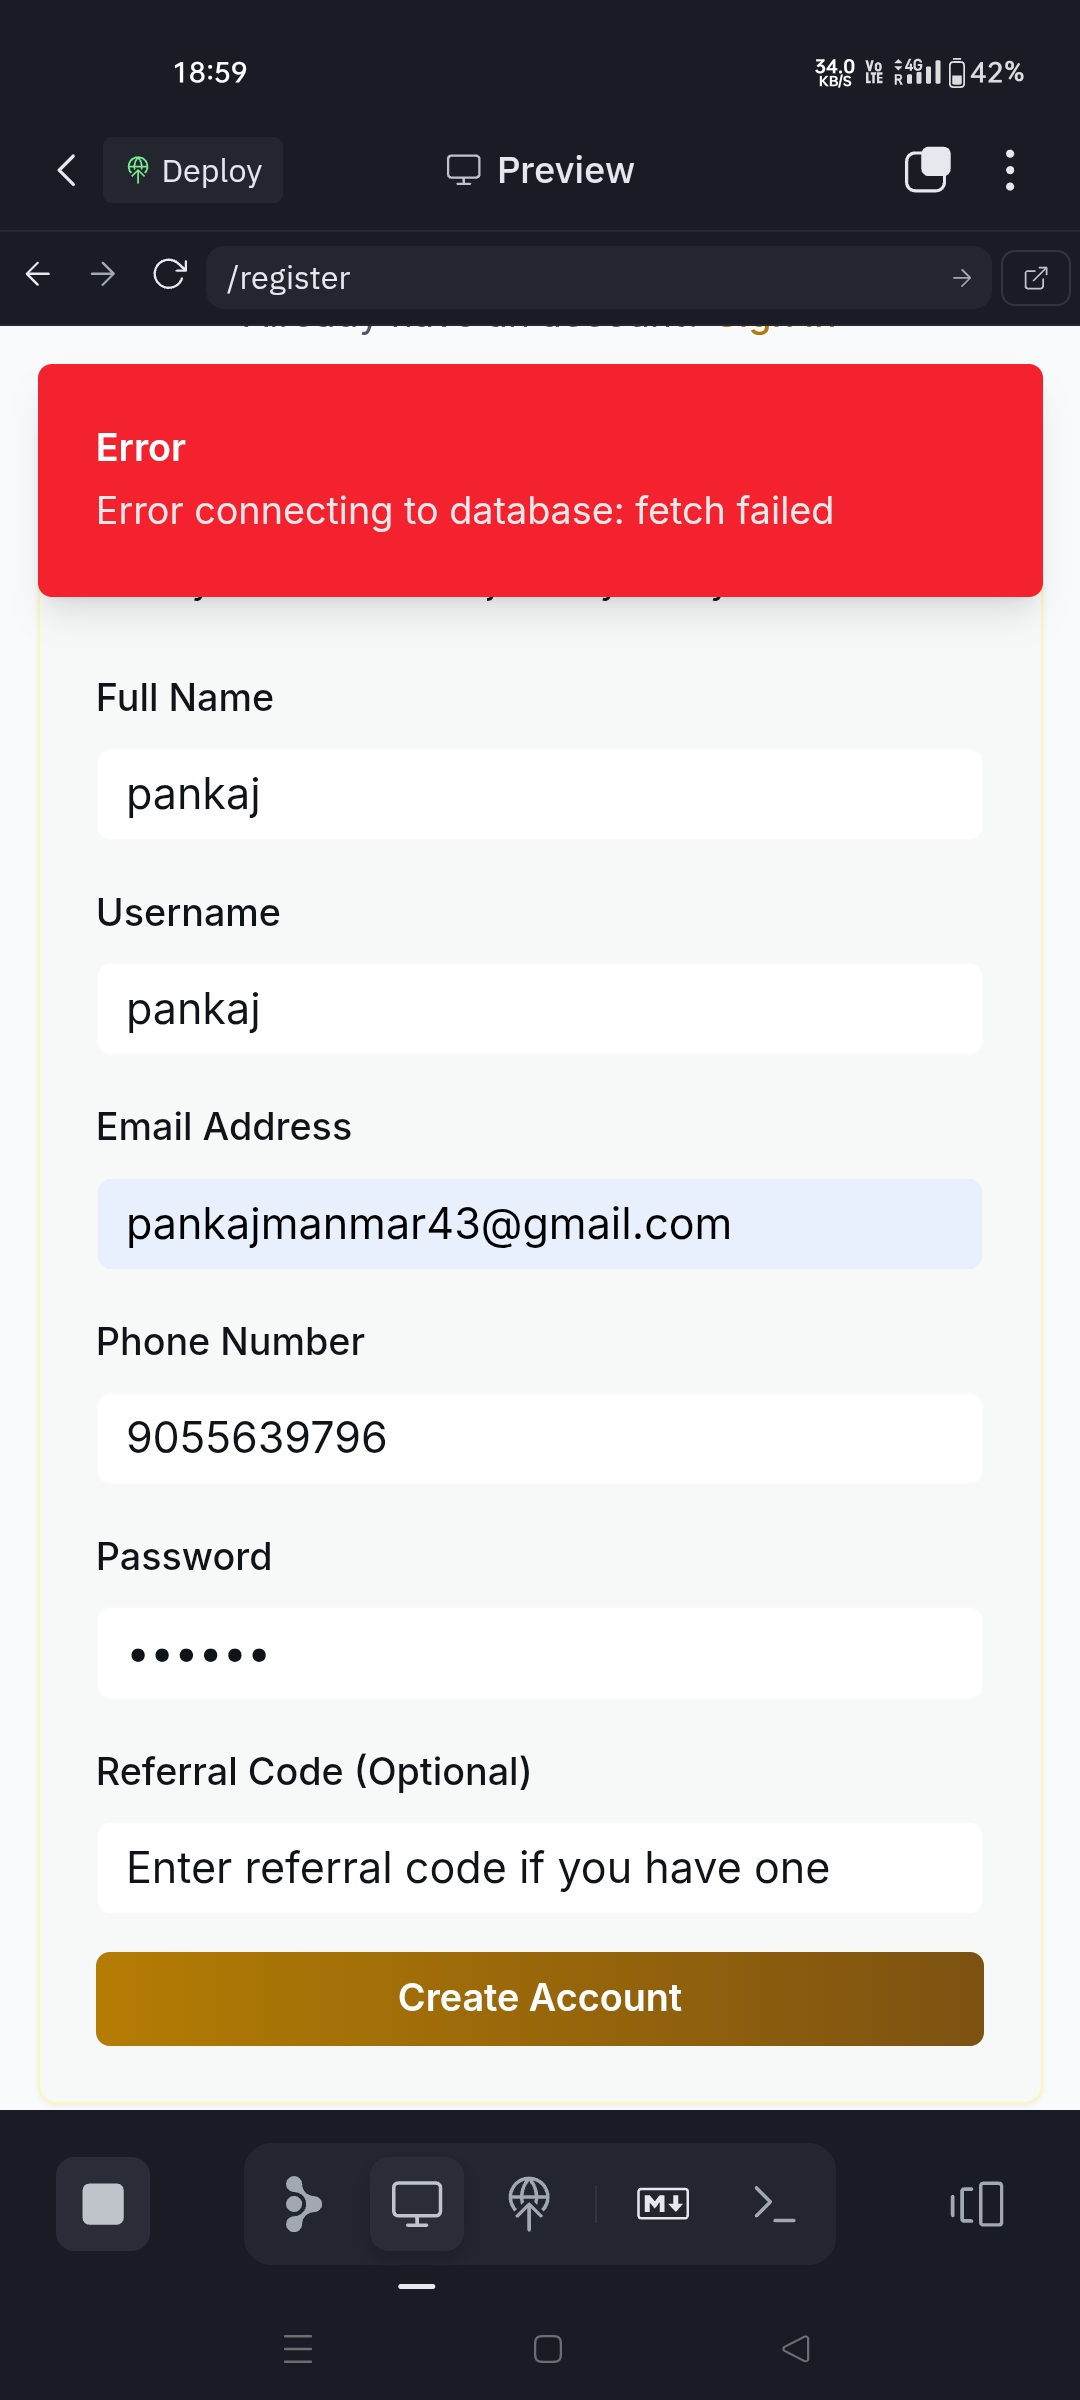 18:59
34.0 KB/S Vo LTE 4G R 42%
Deploy
Preview
/register
Error
Error connecting to database: fetch failed
Full Name
pankaj
Username
pankaj
Email Address
pankajmanmar43@gmail.com
Phone Number
9055639796
Password
Referral Code (Optional)
Enter referral code if you have one
Create Account
M